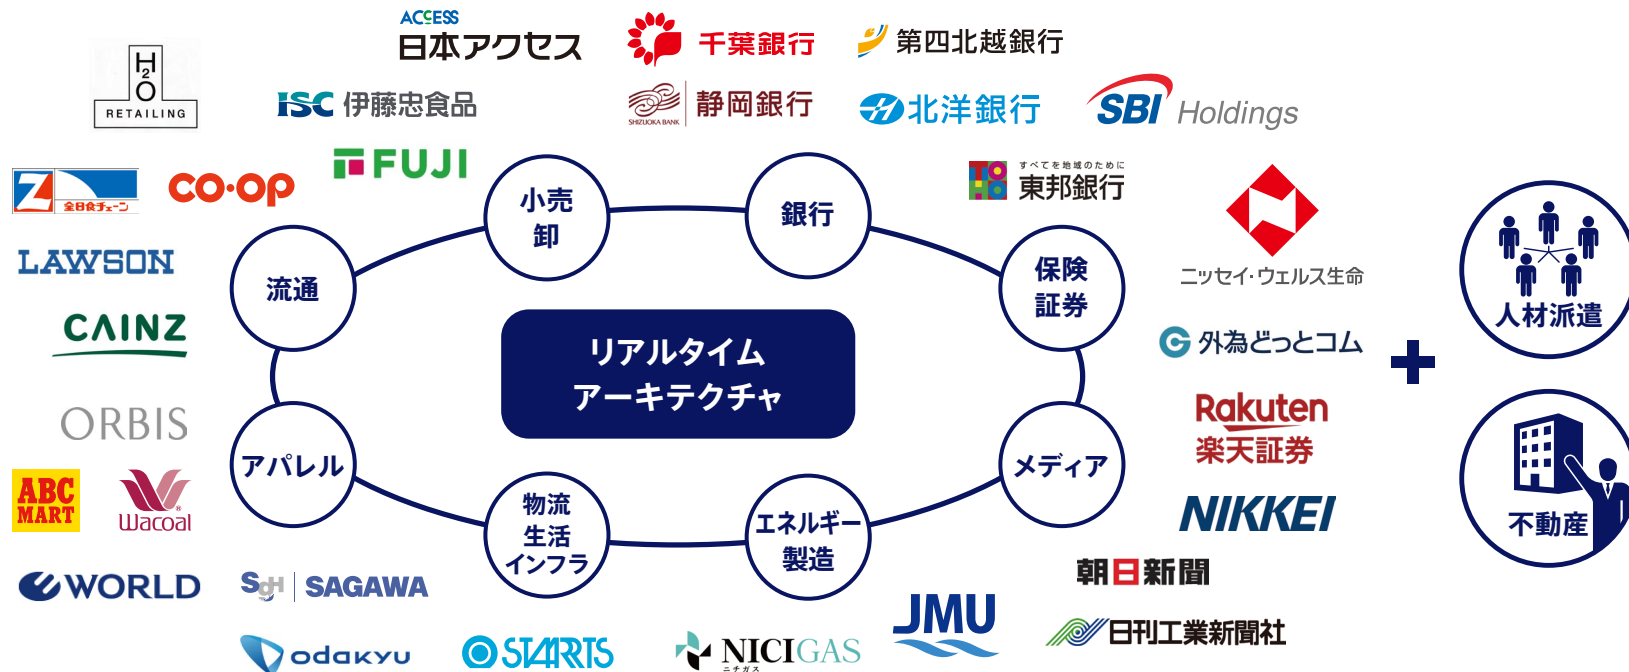 H2O
RETAILING
ACCESS
日本アクセス
千葉銀行
第四北越銀行
ISC 伊藤忠食品
SHIZUOKA BANK
静岡銀行
北洋銀行
SBI Holdings
全日食チェーン
CO・OP
FUJI
小売
卸
銀行
TOHO
すべてを地域のために
東邦銀行
LAWSON
流通
保険
証券
ニッセイ・ウェルス生命
人材派遣
CAINZ
リアルタイム
アーキテクチャ
外為どっとコム
+
ORBIS
アパレル
メディア
Rakuten
楽天証券
ABC
MART
Wacoal
物流
生活
インフラ
エネルギー
製造
NIKKEI
不動産
WORLD
SGH SAGAWA
朝日新聞
odakyu
STARTS
NICIGAS
ニチガス
JMU
日刊工業新聞社